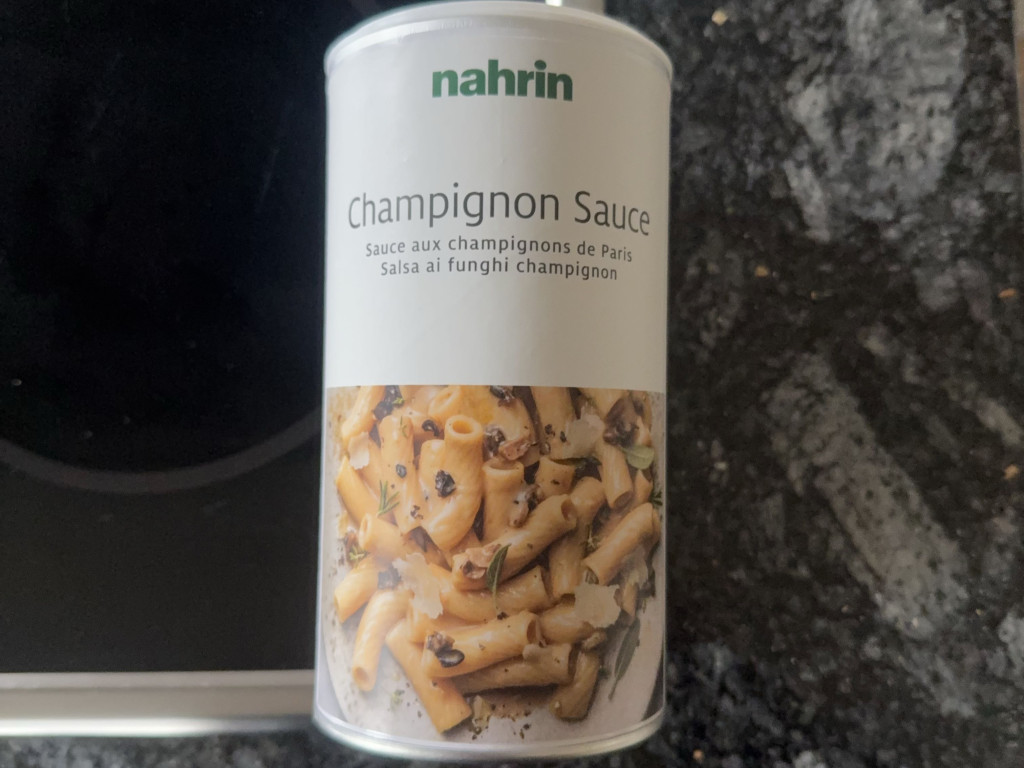 nahrin
Champignon Sauce
Sauce aux champignons de Paris
Salsa ai funghi champignon